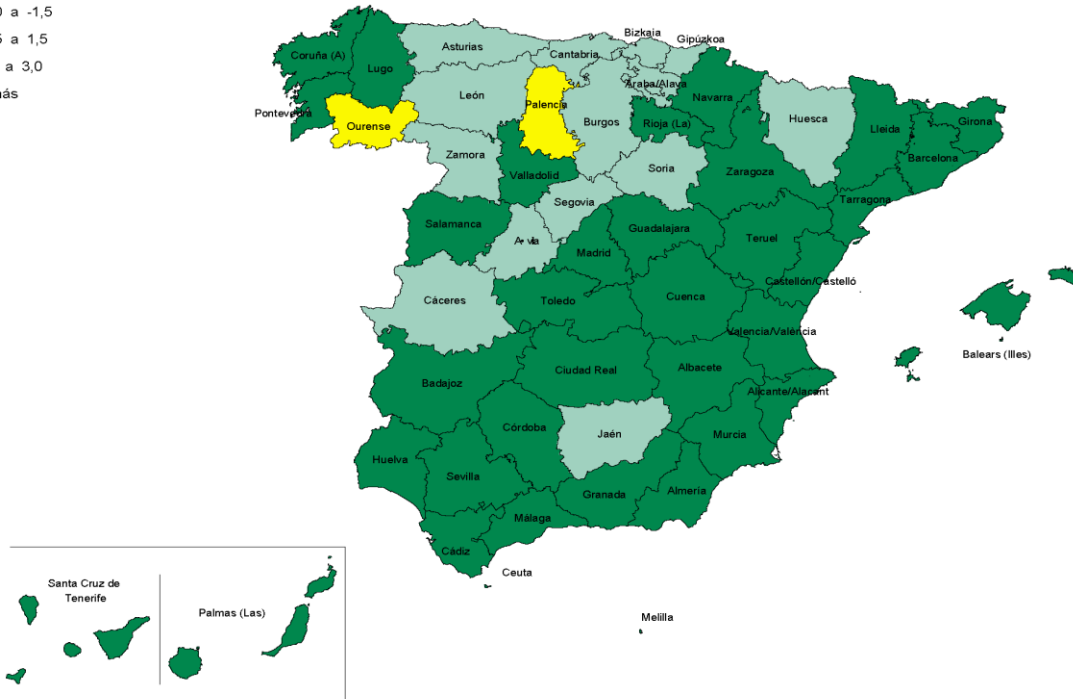 a -1,5
a 1,5
a 3,0
Bizkaia
Gipúzkoa
Asturias
Cantabria
Coruña (A)
Lugo
León
Araba/Alava
Navarra
Palencia
Pontevedra
Burgos
Rioja (La)
Huesca
Girona
Ourense
Lleida
Zamora
Barcelona
Soria
Zaragoza
Valladolid
Segovia
Tarragona
Salamanca
Guadalajara
Teruel
Madrid
Castellón/Castelló
Cáceres
Toledo
Cuenca
Valencia/València
Balears (Illes)
Badajoz
Ciudad Real
Albacete
Alicante/Alacant
Córdoba
Jaén
Murcia
Huelva
Sevilla
Granada
Almería
Málaga
Cádiz
Ceuta
Santa Cruz de
Tenerife
Palmas (Las)
Melilla